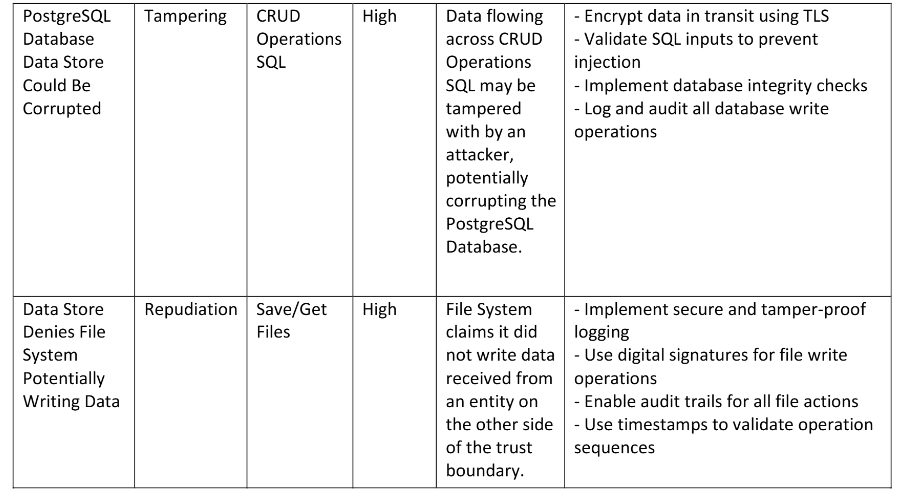 PostgreSQL
Database
Data Store
Could Be
Corrupted
Tampering
CRUD
Operations
SQL
High
Data flowing
across CRUD
Operations
SQL may be
tampered
with by an
attacker,
potentially
corrupting the
PostgreSQL
Database.
- Encrypt data in transit using TLS
- Validate SQL inputs to prevent
injection
- Implement database integrity checks
- Log and audit all database write
operations
Data Store
Denies File
System
Potentially
Writing Data
Repudiation
Save/Get
Files
High
File System
claims it did
not write data
received from
an entity on
the other side
of the trust
boundary.
- Implement secure and tamper-proof
logging
- Use digital signatures for file write
operations
- Enable audit trails for all file actions
- Use timestamps to validate operation
sequences